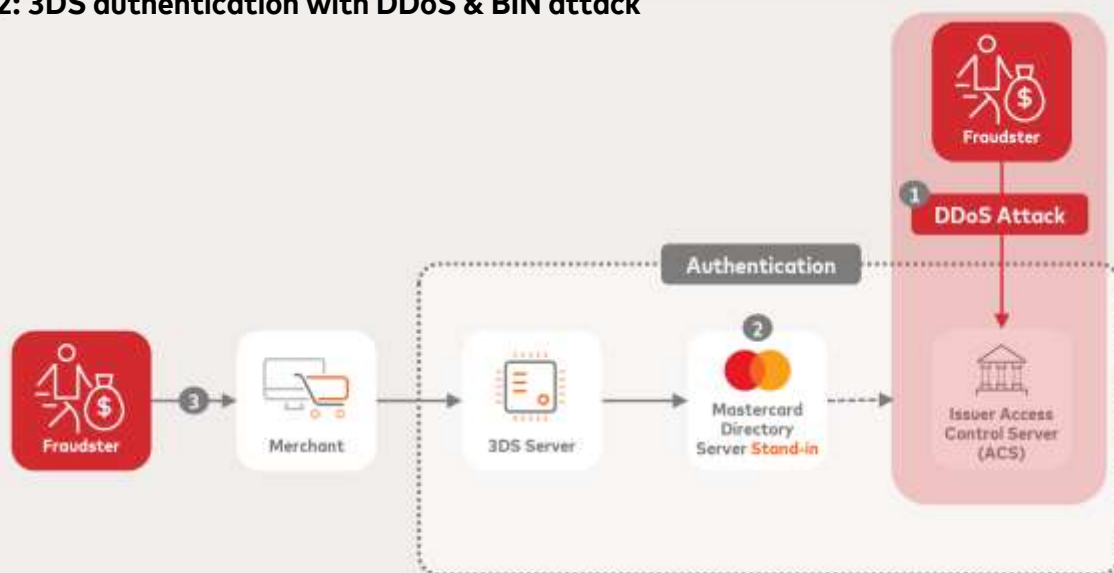 2: 3DS authentication with DDoS & BIN attack
$
Fraudster
1
DDoS Attack
Authentication
2
$
Fraudster
3
Merchant
3DS Server
Mastercard
Directory
Server Stand-in
Issuer Access
Control Server
(ACS)